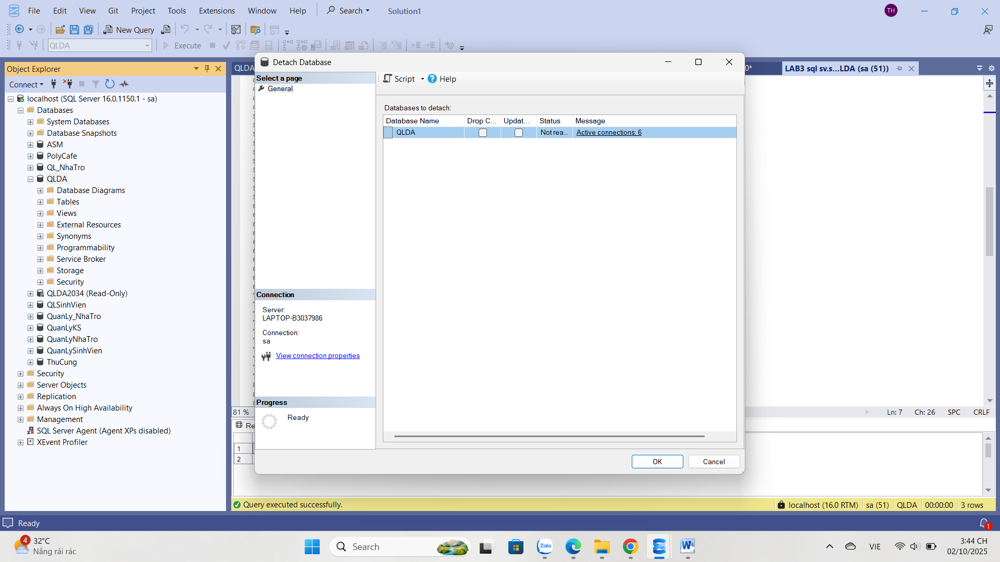 File Edit View Git Project Tools Extensions Window Help Search Solution1 TH
New Query
QLDA Execute
Object Explorer
Connect
localhost (SQL Server 16.0.1150.1 - sa)
Databases
System Databases
Database Snapshots
ASM
PolyCafe
QL_NhaTro
QLDA
Database Diagrams
Tables
Views
External Resources
Synonyms
Programmability
Service Broker
Storage
Security
QLDA2034 (Read-Only)
QLSinhVien
QuanLy_NhaTro
QuanLyKS
QuanLyNhaTro
QuanLySinhVien
ThuCung
Security
Server Objects
Replication
Always On High Availability
Management
SQL Server Agent (Agent XPs disabled)
XEvent Profiler
QLDA
0*
LAB3 sql sv.s...LDA (sa (51))
Detach Database
Select a page
General
Script Help
Databases to detach:
Database Name Drop C... Updat... Status Message
QLDA Not rea... Active connections: 6
Connection
Server:
LAPTOP-B3037986
Connection:
sa
View connection properties
Progress
Ready
OK Cancel
81 % Ln: 7 Ch: 26 SPC CRLF
Re
1
2
Query executed successfully. localhost (16.0 RTM) sa (51) QLDA 00:00:00 3 rows
Ready 1
4 32°C
Nắng rải rác
Search
Zalo
W
VIE
3:44 CH
02/10/2025